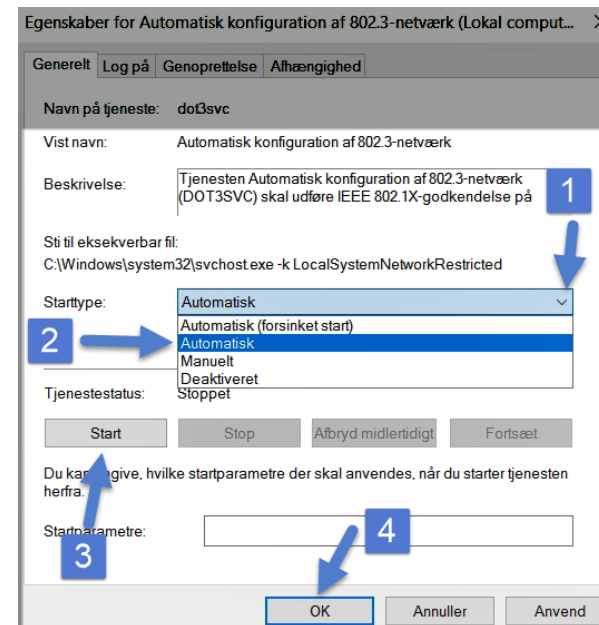 Egenskaber for Automatisk konfiguration af 802.3-netværk (Lokal comput...
Generelt Log på Genoprettelse Afhængighed
Navn på tjeneste: dot3svc
Vist navn: Automatisk konfiguration af 802.3-netværk
Beskrivelse: Tjenesten Automatisk konfiguration af 802.3-netværk
(DOT3SVC) skal udføre IEEE 802.1X-godkendelse på
1
Sti til eksekverbar fil:
C:\Windows\system32\svchost.exe -k LocalSystemNetworkRestricted
Starttype: Automatisk
Automatisk (forsinket start)
2 Automatisk
Manuelt
Deaktiveret
Tjenestestatus: Stoppet
Start Stop Afbryd midlertidigt Fortsæt
Du kan angive, hvilke startparametre der skal anvendes, når du starter tjenesten
herfra.
Startparametre:
3
4
OK Annuller Anvend